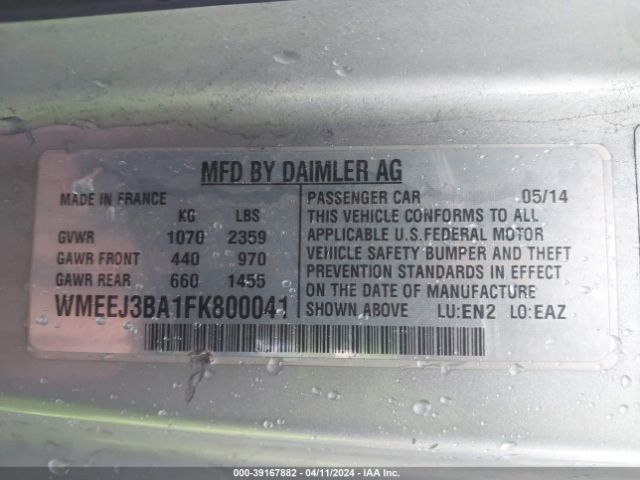 MFD BY DAIMLER AG
MADE IN FRANCE
KG LBS
GVWR 1070 2359
GAWR FRONT 440 970
GAWR REAR 660 1455
WMEEJ3BA1FK800041
PASSENGER CAR 05/14
THIS VEHICLE CONFORMS TO ALL
APPLICABLE U.S.FEDERAL MOTOR
VEHICLE SAFETY BUMPER AND THEFT
PREVENTION STANDARDS IN EFFECT
ON THE DATE OF MANUFACTURE
SHOWN ABOVE LU:EN2 LO:EAZ
000-39167882 - 04/11/2024 - IAA Inc.